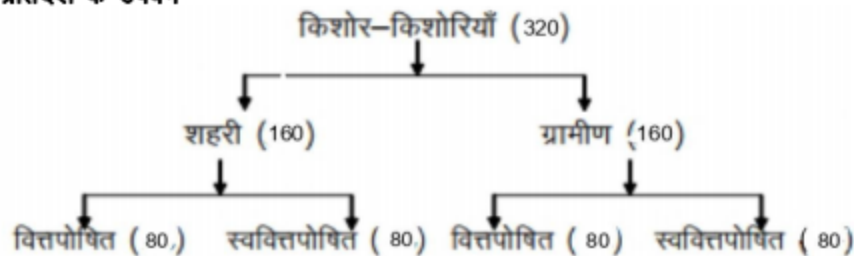 किशोर–किशोरियाँ (320)
शहरी (160) ग्रामीण (160)
वित्तपोषित (80) स्ववित्तपोषित (80) वित्तपोषित (80) स्ववित्तपोषित (80)